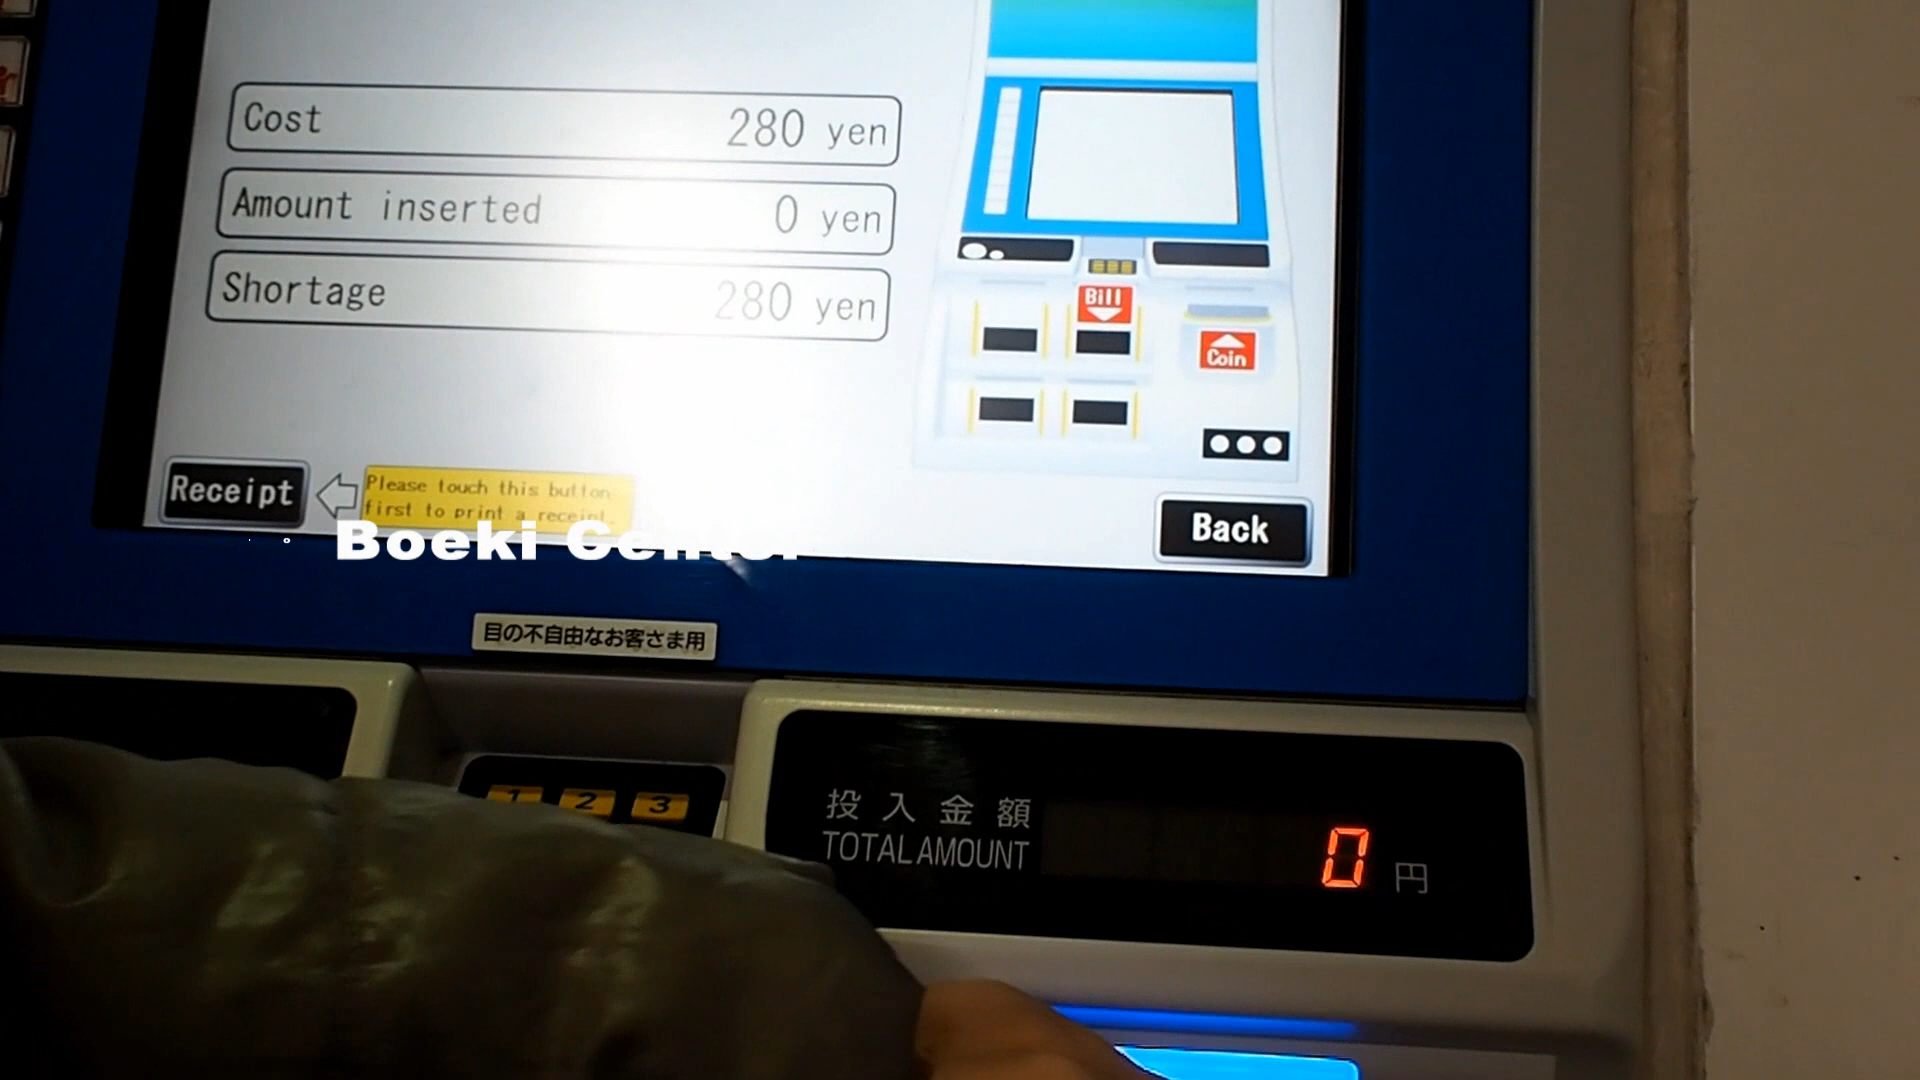 Cost 280 yen
Amount inserted 0 yen
Shortage 280 yen
Bill
Coin
Receipt
Please touch this button
first to print a receipt.
Back
Boeki Center
目の不自由なお客さま用
1 2 3
投入金額
TOTAL AMOUNT
0 円